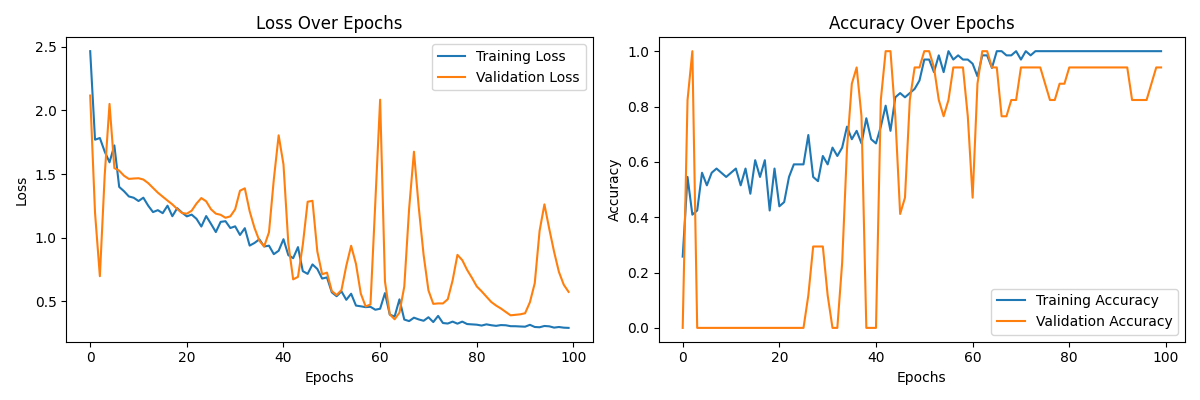 Loss Over Epochs
Training Loss
Validation Loss
Loss
2.5
2.0
1.5
1.0
0.5
0 20 40 60 80 100
Epochs
Accuracy Over Epochs
Training Accuracy
Validation Accuracy
Accuracy
1.0
0.8
0.6
0.4
0.2
0.0
0 20 40 60 80 100
Epochs